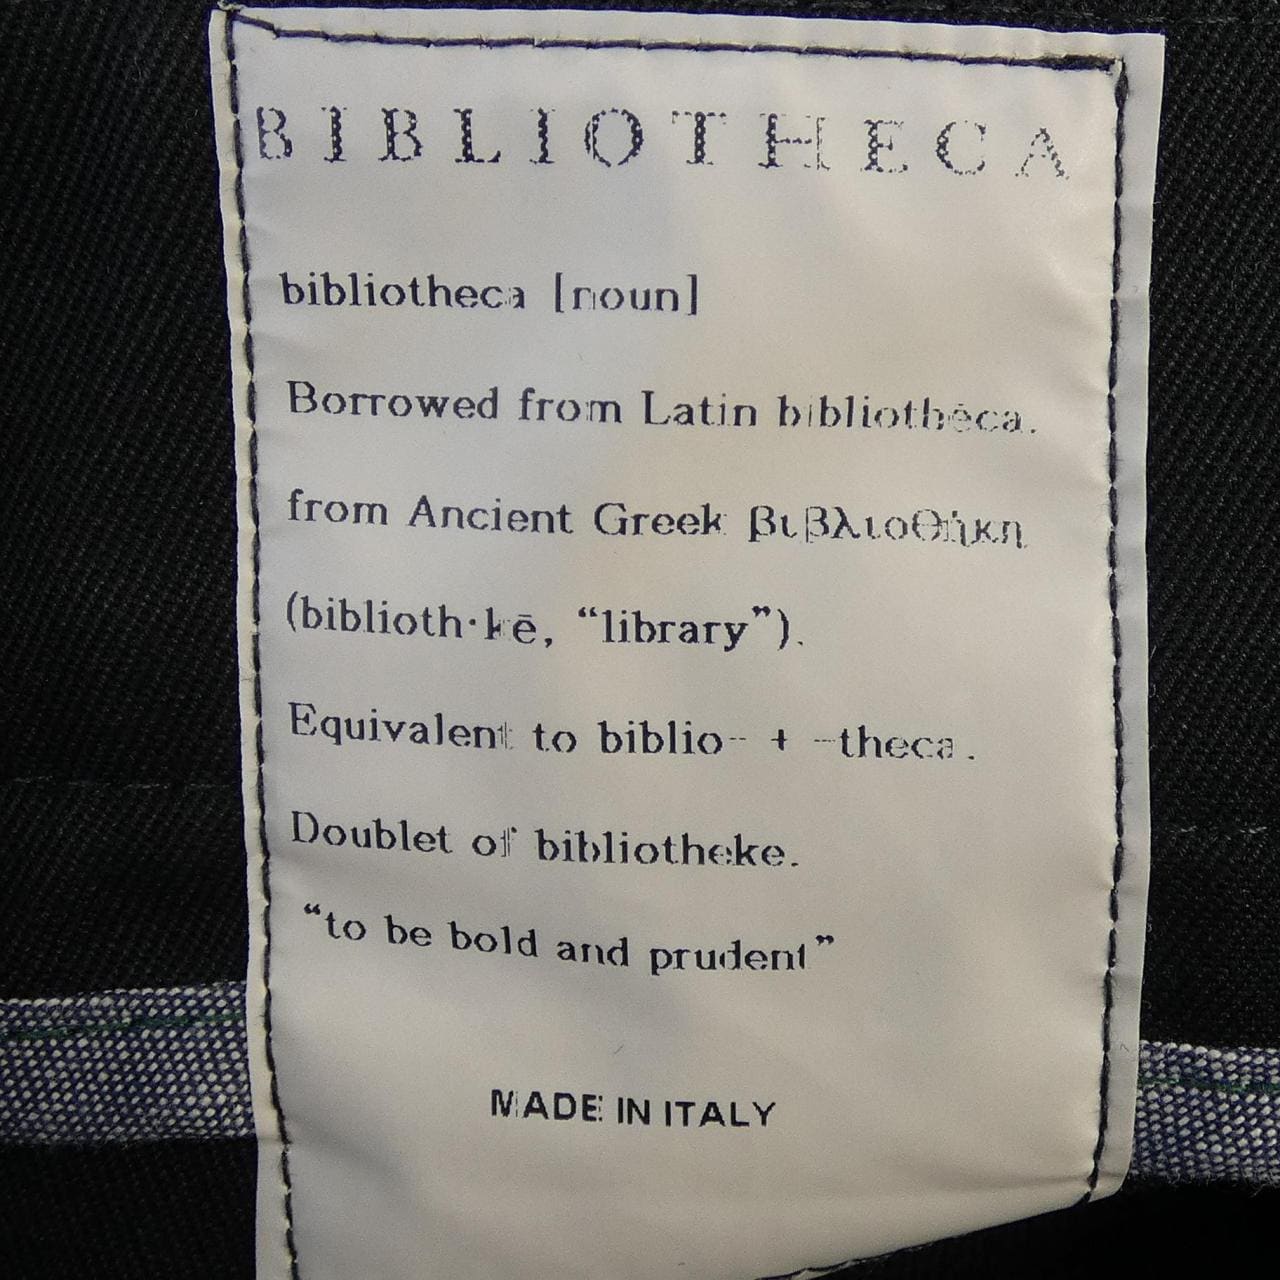 BIBLIOTHECA
bibliotheca [noun]
Borrowed from Latin bibliothēca.
from Ancient Greek βιβλιοθήκη
(biblioth·kē, “library”).
Equivalent to biblio- + -theca.
Doublet of bibliotheke.
“to be bold and prudent”
MADE IN ITALY